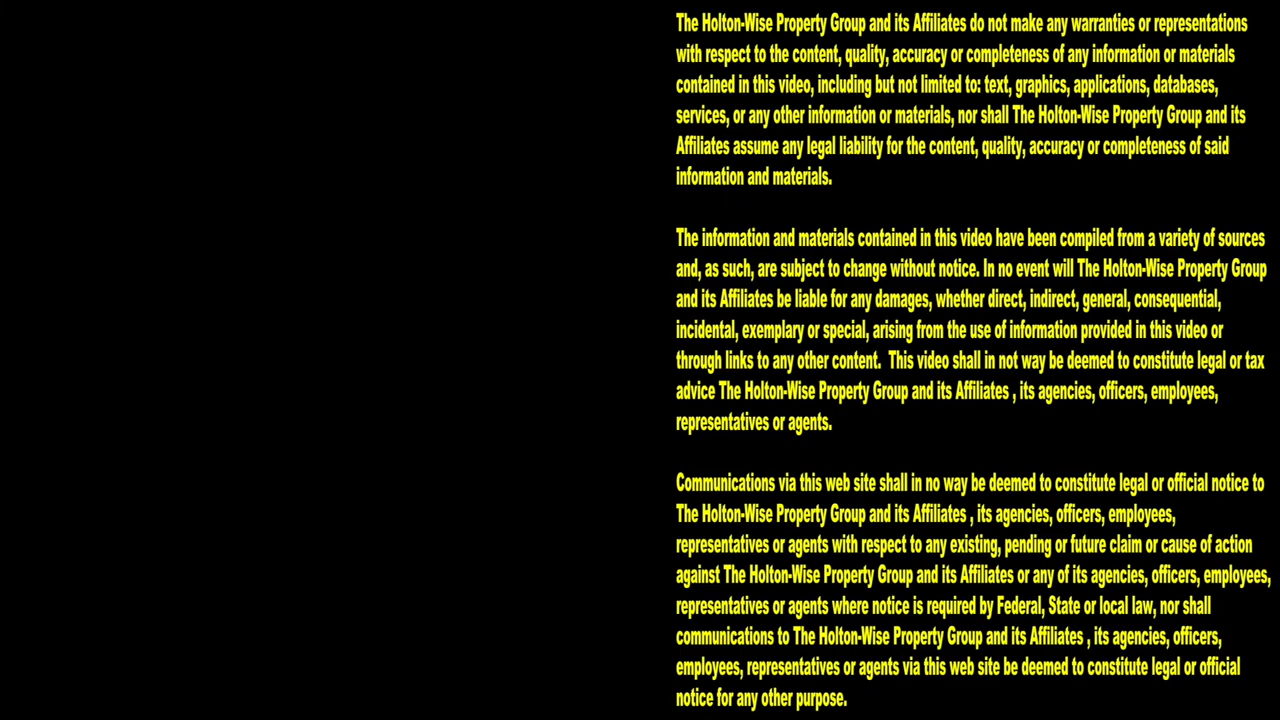 The Holton-Wise Property Group and its Affiliates do not make any warranties or representations
with respect to the content, quality, accuracy or completeness of any information or materials
contained in this video, including but not limited to: text, graphics, applications, databases,
services, or any other information or materials, nor shall The Holton-Wise Property Group and its
Affiliates assume any legal liability for the content, quality, accuracy or completeness of said
information and materials.
The information and materials contained in this video have been compiled from a variety of sources
and, as such, are subject to change without notice. In no event will The Holton-Wise Property Group
and its Affiliates be liable for any damages, whether direct, indirect, general, consequential,
incidental, exemplary or special, arising from the use of information provided in this video or
through links to any other content.  This video shall in not way be deemed to constitute legal or tax
advice The Holton-Wise Property Group and its Affiliates , its agencies, officers, employees,
representatives or agents.
Communications via this web site shall in no way be deemed to constitute legal or official notice to
The Holton-Wise Property Group and its Affiliates , its agencies, officers, employees,
representatives or agents with respect to any existing, pending or future claim or cause of action
against The Holton-Wise Property Group and its Affiliates or any of its agencies, officers, employees,
representatives or agents where notice is required by Federal, State or local law, nor shall
communications to The Holton-Wise Property Group and its Affiliates , its agencies, officers,
employees, representatives or agents via this web site be deemed to constitute legal or official
notice for any other purpose.